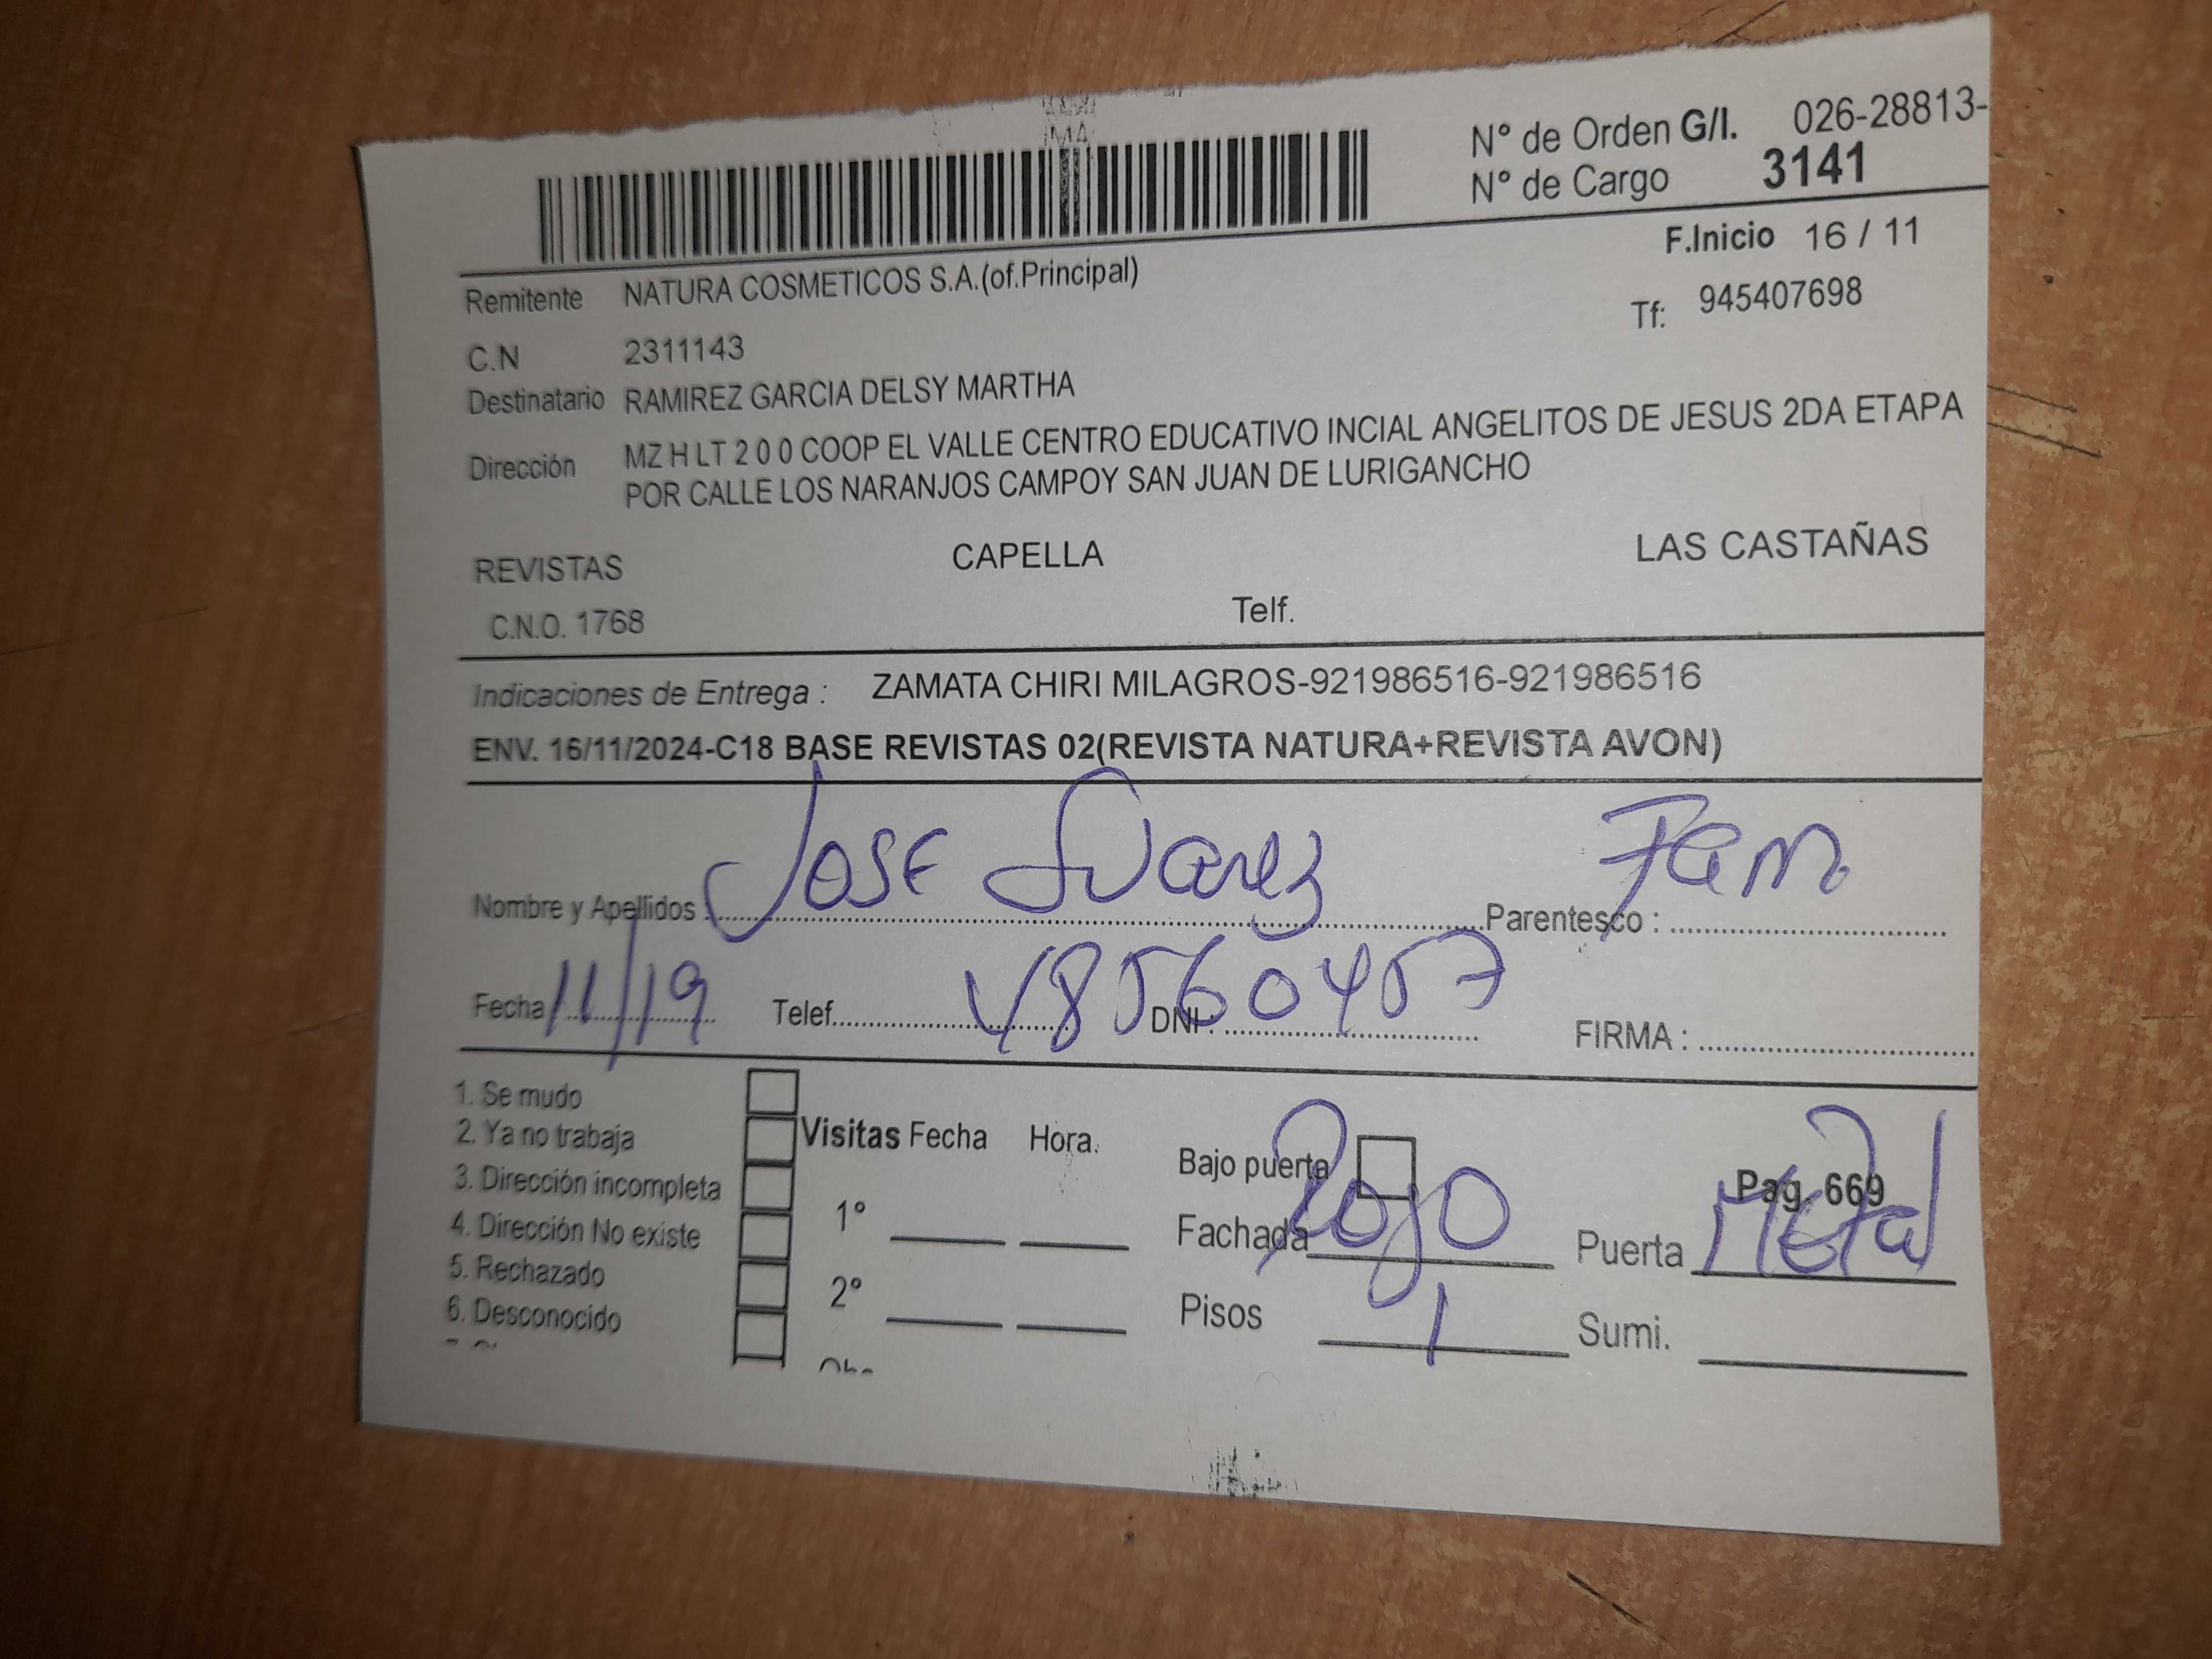 N° de Orden G/I. 026-28813-
N° de Cargo 3141
F.Inicio 16 / 11
Remitente NATURA COSMETICOS S.A.(of.Principal)
Tf: 945407698
C.N 2311143
Destinatario RAMIREZ GARCIA DELSY MARTHA
Dirección MZ H LT 2 0 0 COOP EL VALLE CENTRO EDUCATIVO INCIAL ANGELITOS DE JESUS 2DA ETAPA
POR CALLE LOS NARANJOS CAMPOY SAN JUAN DE LURIGANCHO
REVISTAS CAPELLA LAS CASTAÑAS
C.N.O. 1768 Telf.
Indicaciones de Entrega : ZAMATA CHIRI MILAGROS-921986516-921986516
ENV. 16/11/2024-C18 BASE REVISTAS 02(REVISTA NATURA+REVISTA AVON)
Nombre y Apellidos : JOSE Suarez Parentesco : Fam.
Fecha 11/19 Telef. DNI : 48560457 FIRMA :
1. Se mudo
2. Ya no trabaja
3. Dirección incompleta
4. Dirección No existe
5. Rechazado
6. Desconocido
Visitas Fecha Hora.
1°
2°
Bajo puerta Pag. 669
Fachada Rojo Puerta Metal
Pisos 1 Sumi.